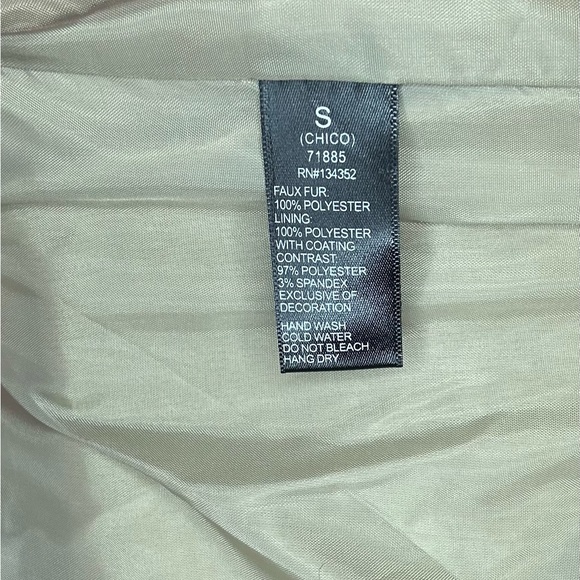 S
(CHICO)
71885
RN#134352
FAUX FUR:
100% POLYESTER
LINING:
100% POLYESTER
WITH COATING
CONTRAST:
97% POLYESTER
3% SPANDEX
EXCLUSIVE OF
DECORATION
HAND WASH
COLD WATER
DO NOT BLEACH
HANG DRY